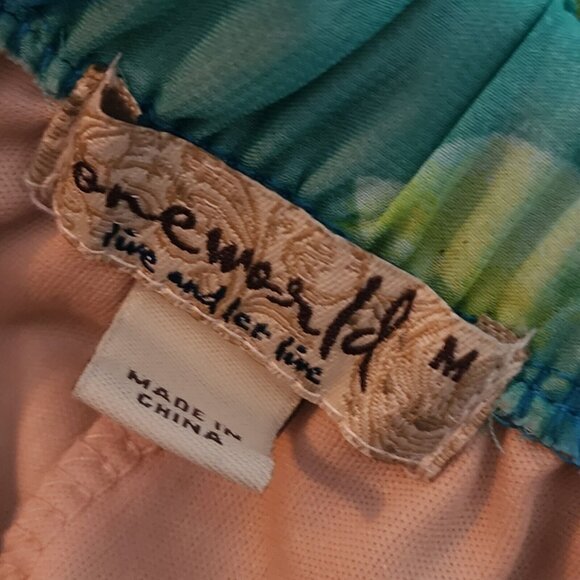 oneworld
live and let live
M
MADE IN
CHINA